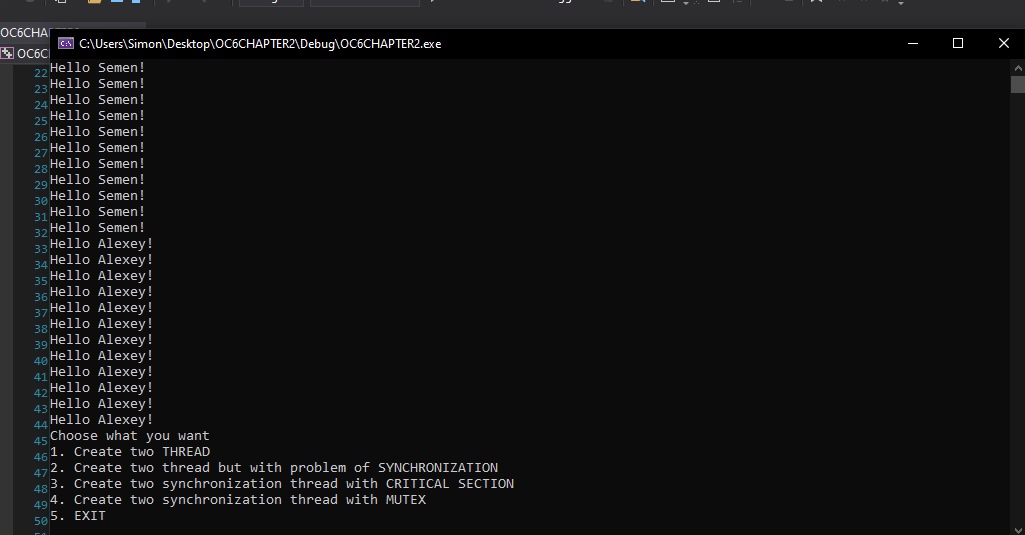 OC6CHAP
C:\Users\Simon\Desktop\OC6CHAPTER2\Debug\OC6CHAPTER2.exe
OC6C
22 Hello Semen!
23 Hello Semen!
24 Hello Semen!
25 Hello Semen!
26 Hello Semen!
27 Hello Semen!
28 Hello Semen!
29 Hello Semen!
30 Hello Semen!
31 Hello Semen!
32 Hello Semen!
33 Hello Alexey!
34 Hello Alexey!
35 Hello Alexey!
36 Hello Alexey!
37 Hello Alexey!
38 Hello Alexey!
39 Hello Alexey!
40 Hello Alexey!
41 Hello Alexey!
42 Hello Alexey!
43 Hello Alexey!
44 Hello Alexey!
45 Choose what you want
46 1. Create two THREAD
47 2. Create two thread but with problem of SYNCHRONIZATION
48 3. Create two synchronization thread with CRITICAL SECTION
49 4. Create two synchronization thread with MUTEX
50 5. EXIT